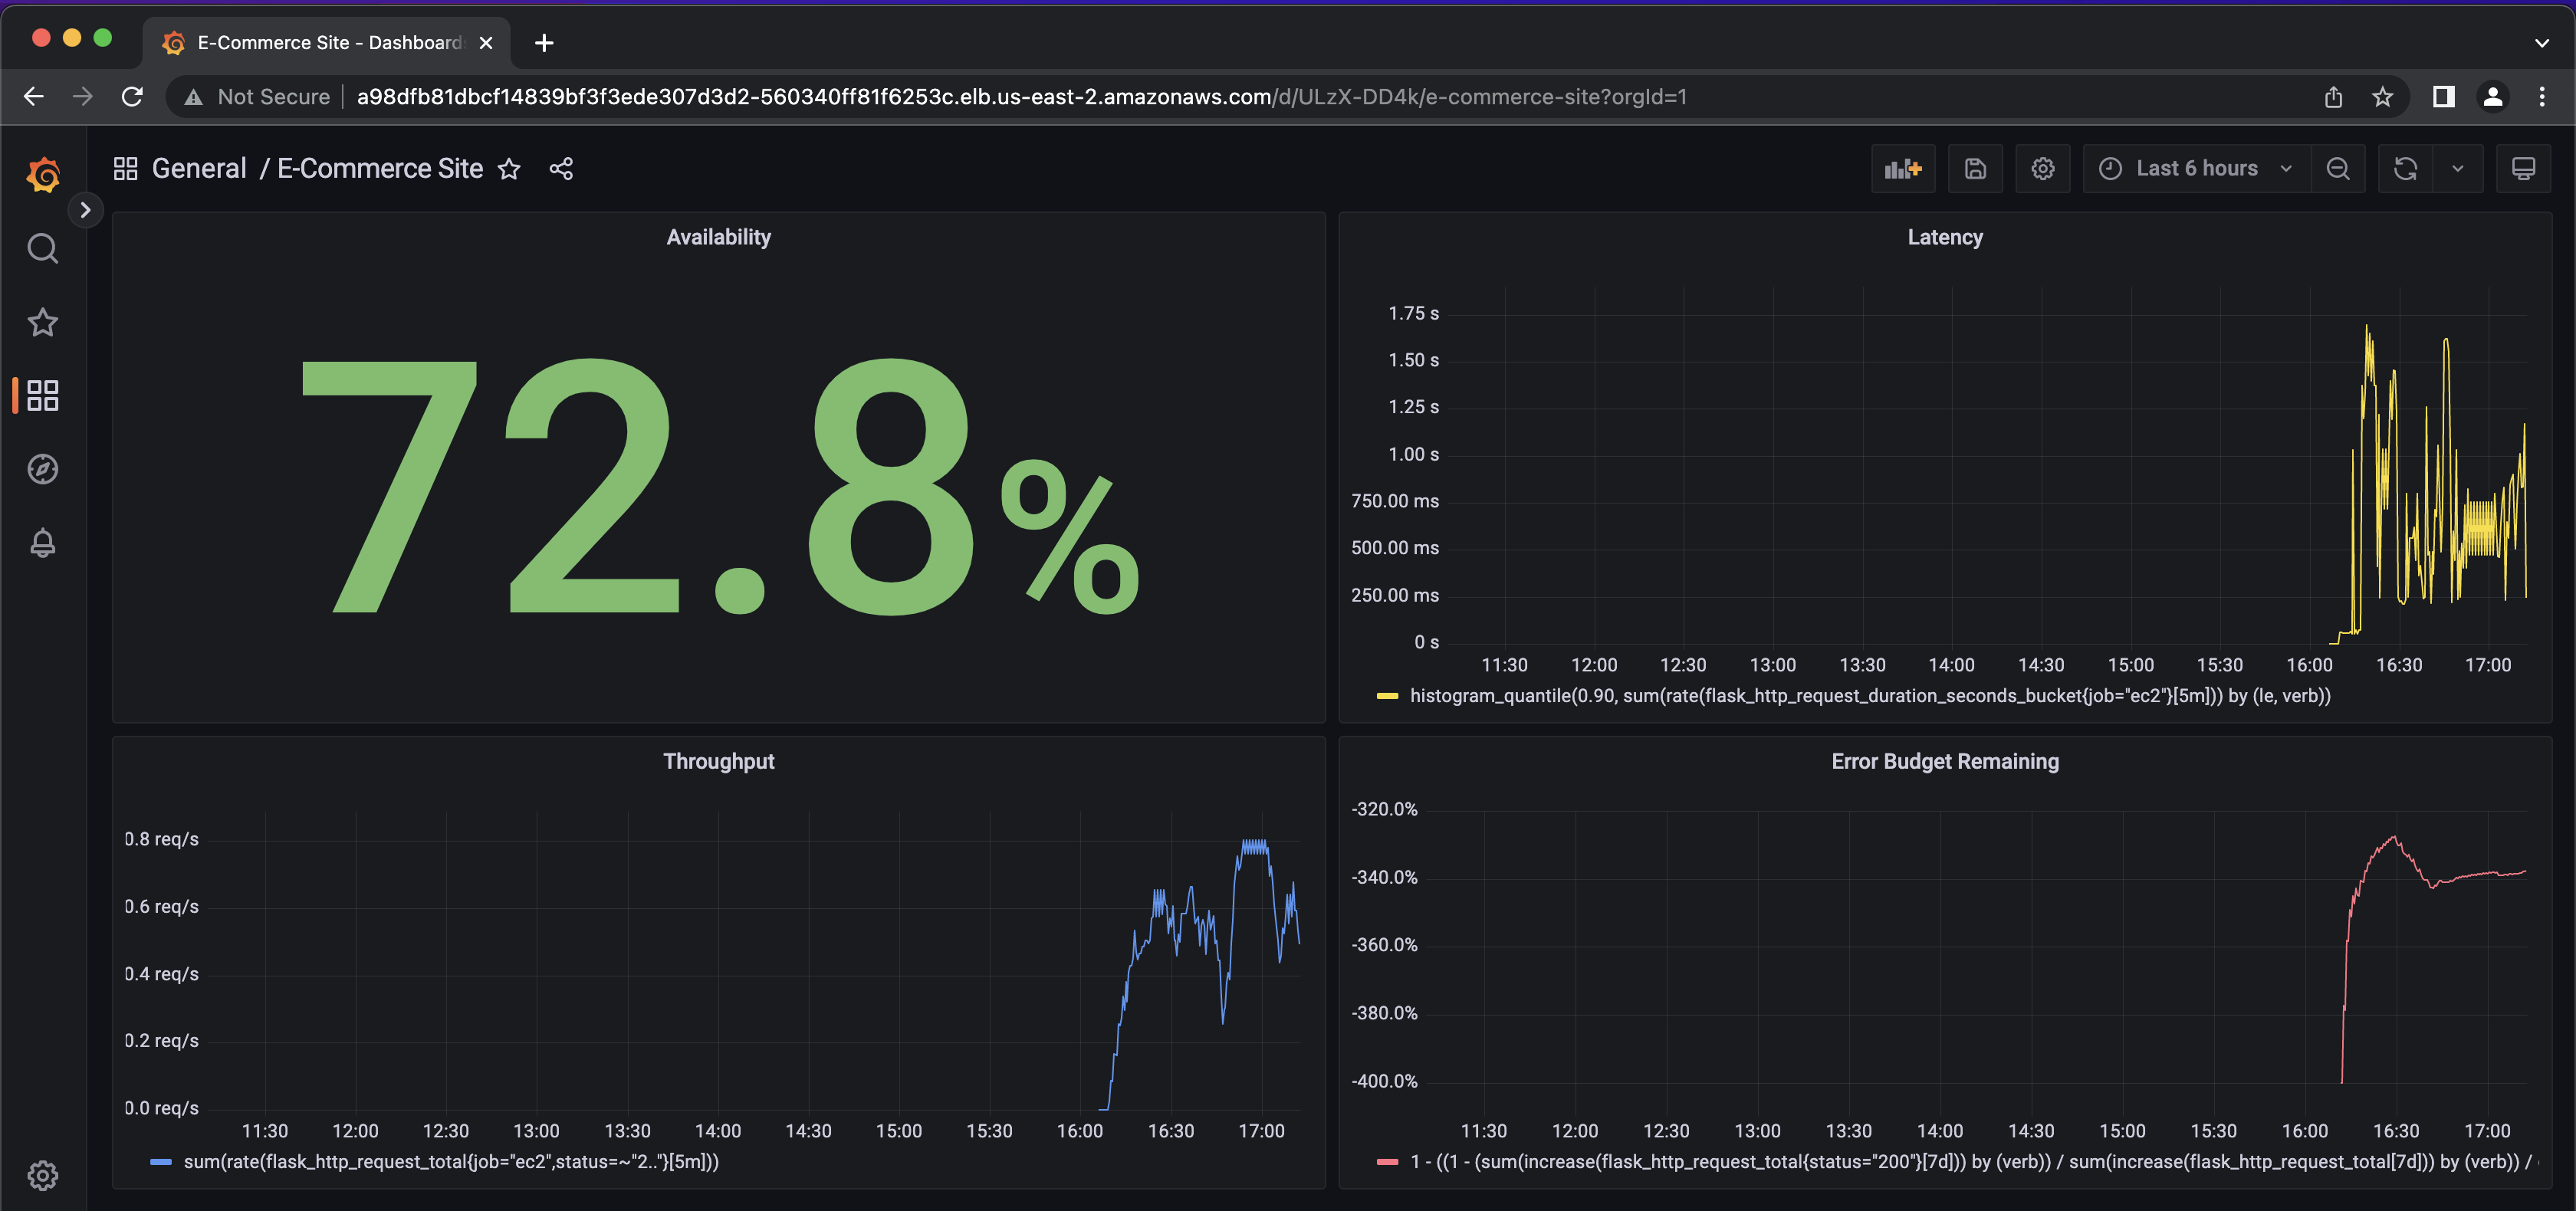 E-Commerce Site - Dashboards
Not Secure
a98dfb81dbcf14839bf3f3ede307d3d2-560340ff81f6253c.elb.us-east-2.amazonaws.com/d/ULzX-DD4k/e-commerce-site?orgId=1
General / E-Commerce Site
Last 6 hours
Availability
72.8%
Latency
1.75 s
1.50 s
1.25 s
1.00 s
750.00 ms
500.00 ms
250.00 ms
0 s
11:30 12:00 12:30 13:00 13:30 14:00 14:30 15:00 15:30 16:00 16:30 17:00
histogram_quantile(0.90, sum(rate(flask_http_request_duration_seconds_bucket{job="ec2"}[5m])) by (le, verb))
Throughput
0.8 req/s
0.6 req/s
0.4 req/s
0.2 req/s
0.0 req/s
11:30 12:00 12:30 13:00 13:30 14:00 14:30 15:00 15:30 16:00 16:30 17:00
sum(rate(flask_http_request_total{job="ec2",status=~"2.."}[5m]))
Error Budget Remaining
-320.0%
-340.0%
-360.0%
-380.0%
-400.0%
11:30 12:00 12:30 13:00 13:30 14:00 14:30 15:00 15:30 16:00 16:30 17:00
1 - ((1 - (sum(increase(flask_http_request_total{status="200"}[7d])) by (verb)) / sum(increase(flask_http_request_total[7d])) by (verb)) /